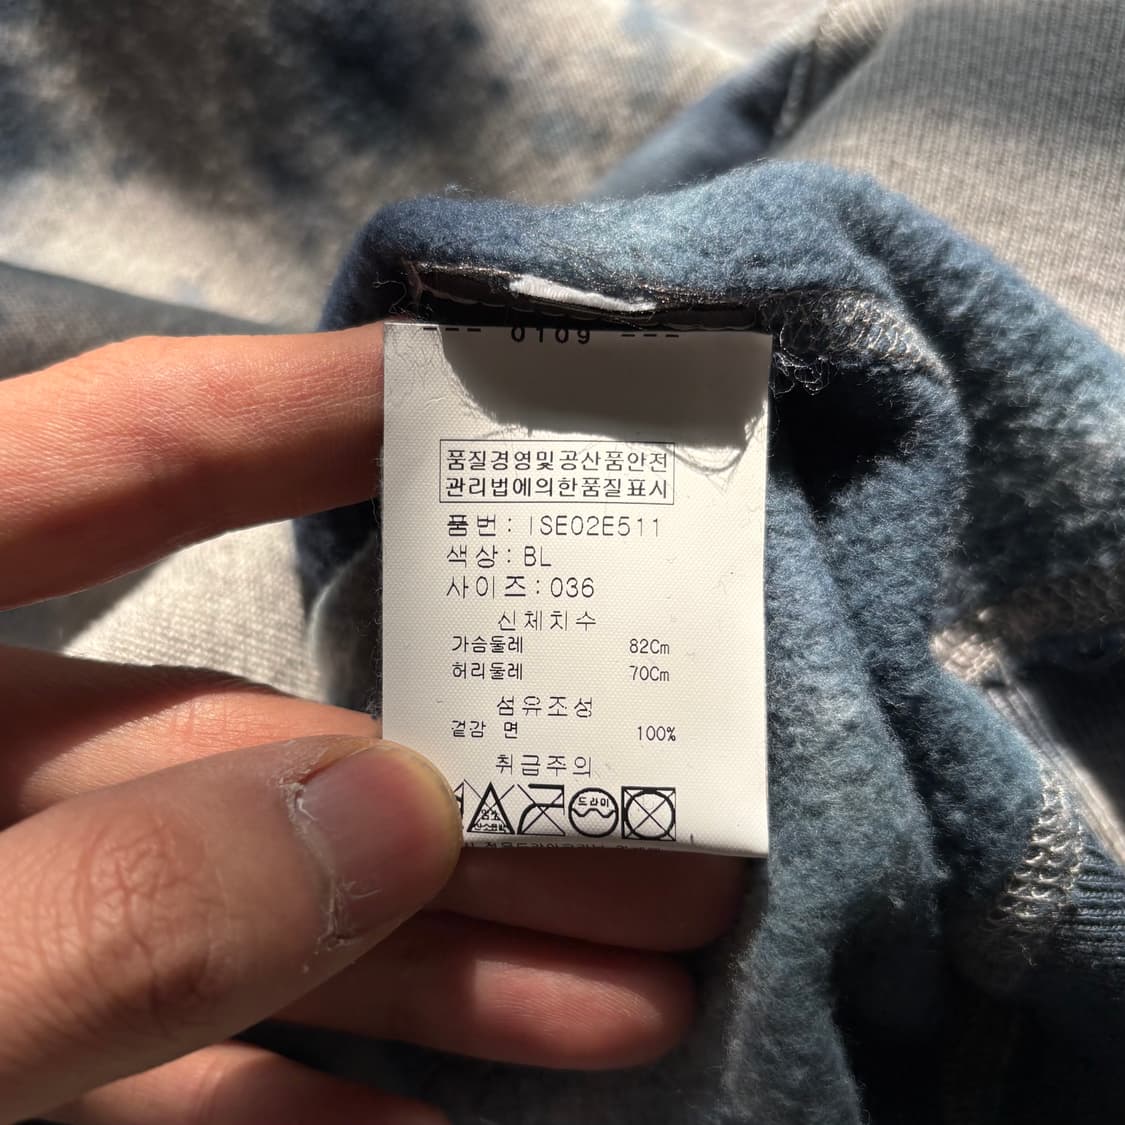 --- 0109 ---
품질경영및공산품안전
관리법에의한품질표시
품번: ISE02E511
색상: BL
사이즈: 036
신체치수
가슴둘레 82Cm
허리둘레 70Cm
섬유조성
겉감 면 100%
취급주의
드라이